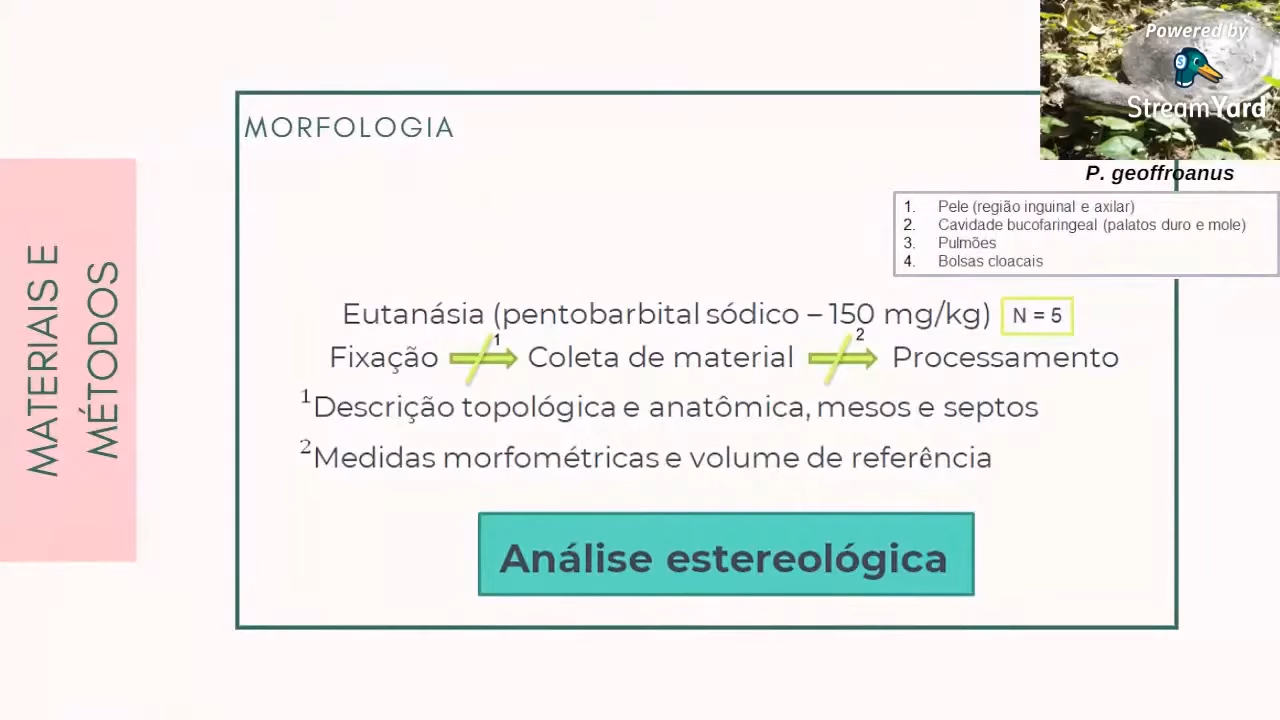 Powered by
StreamYard
MORFOLOGIA
P. geoffroanus
MATERIAIS E
MÉTODOS
1. Pele (região inguinal e axilar)
2. Cavidade bucofaringeal (palatos duro e mole)
3. Pulmões
4. Bolsas cloacais
Eutanásia (pentobarbital sódico – 150 mg/kg) N = 5
Fixação 1 Coleta de material 2 Processamento
¹Descrição topológica e anatômica, mesos e septos
²Medidas morfométricas e volume de referência
Análise estereológica